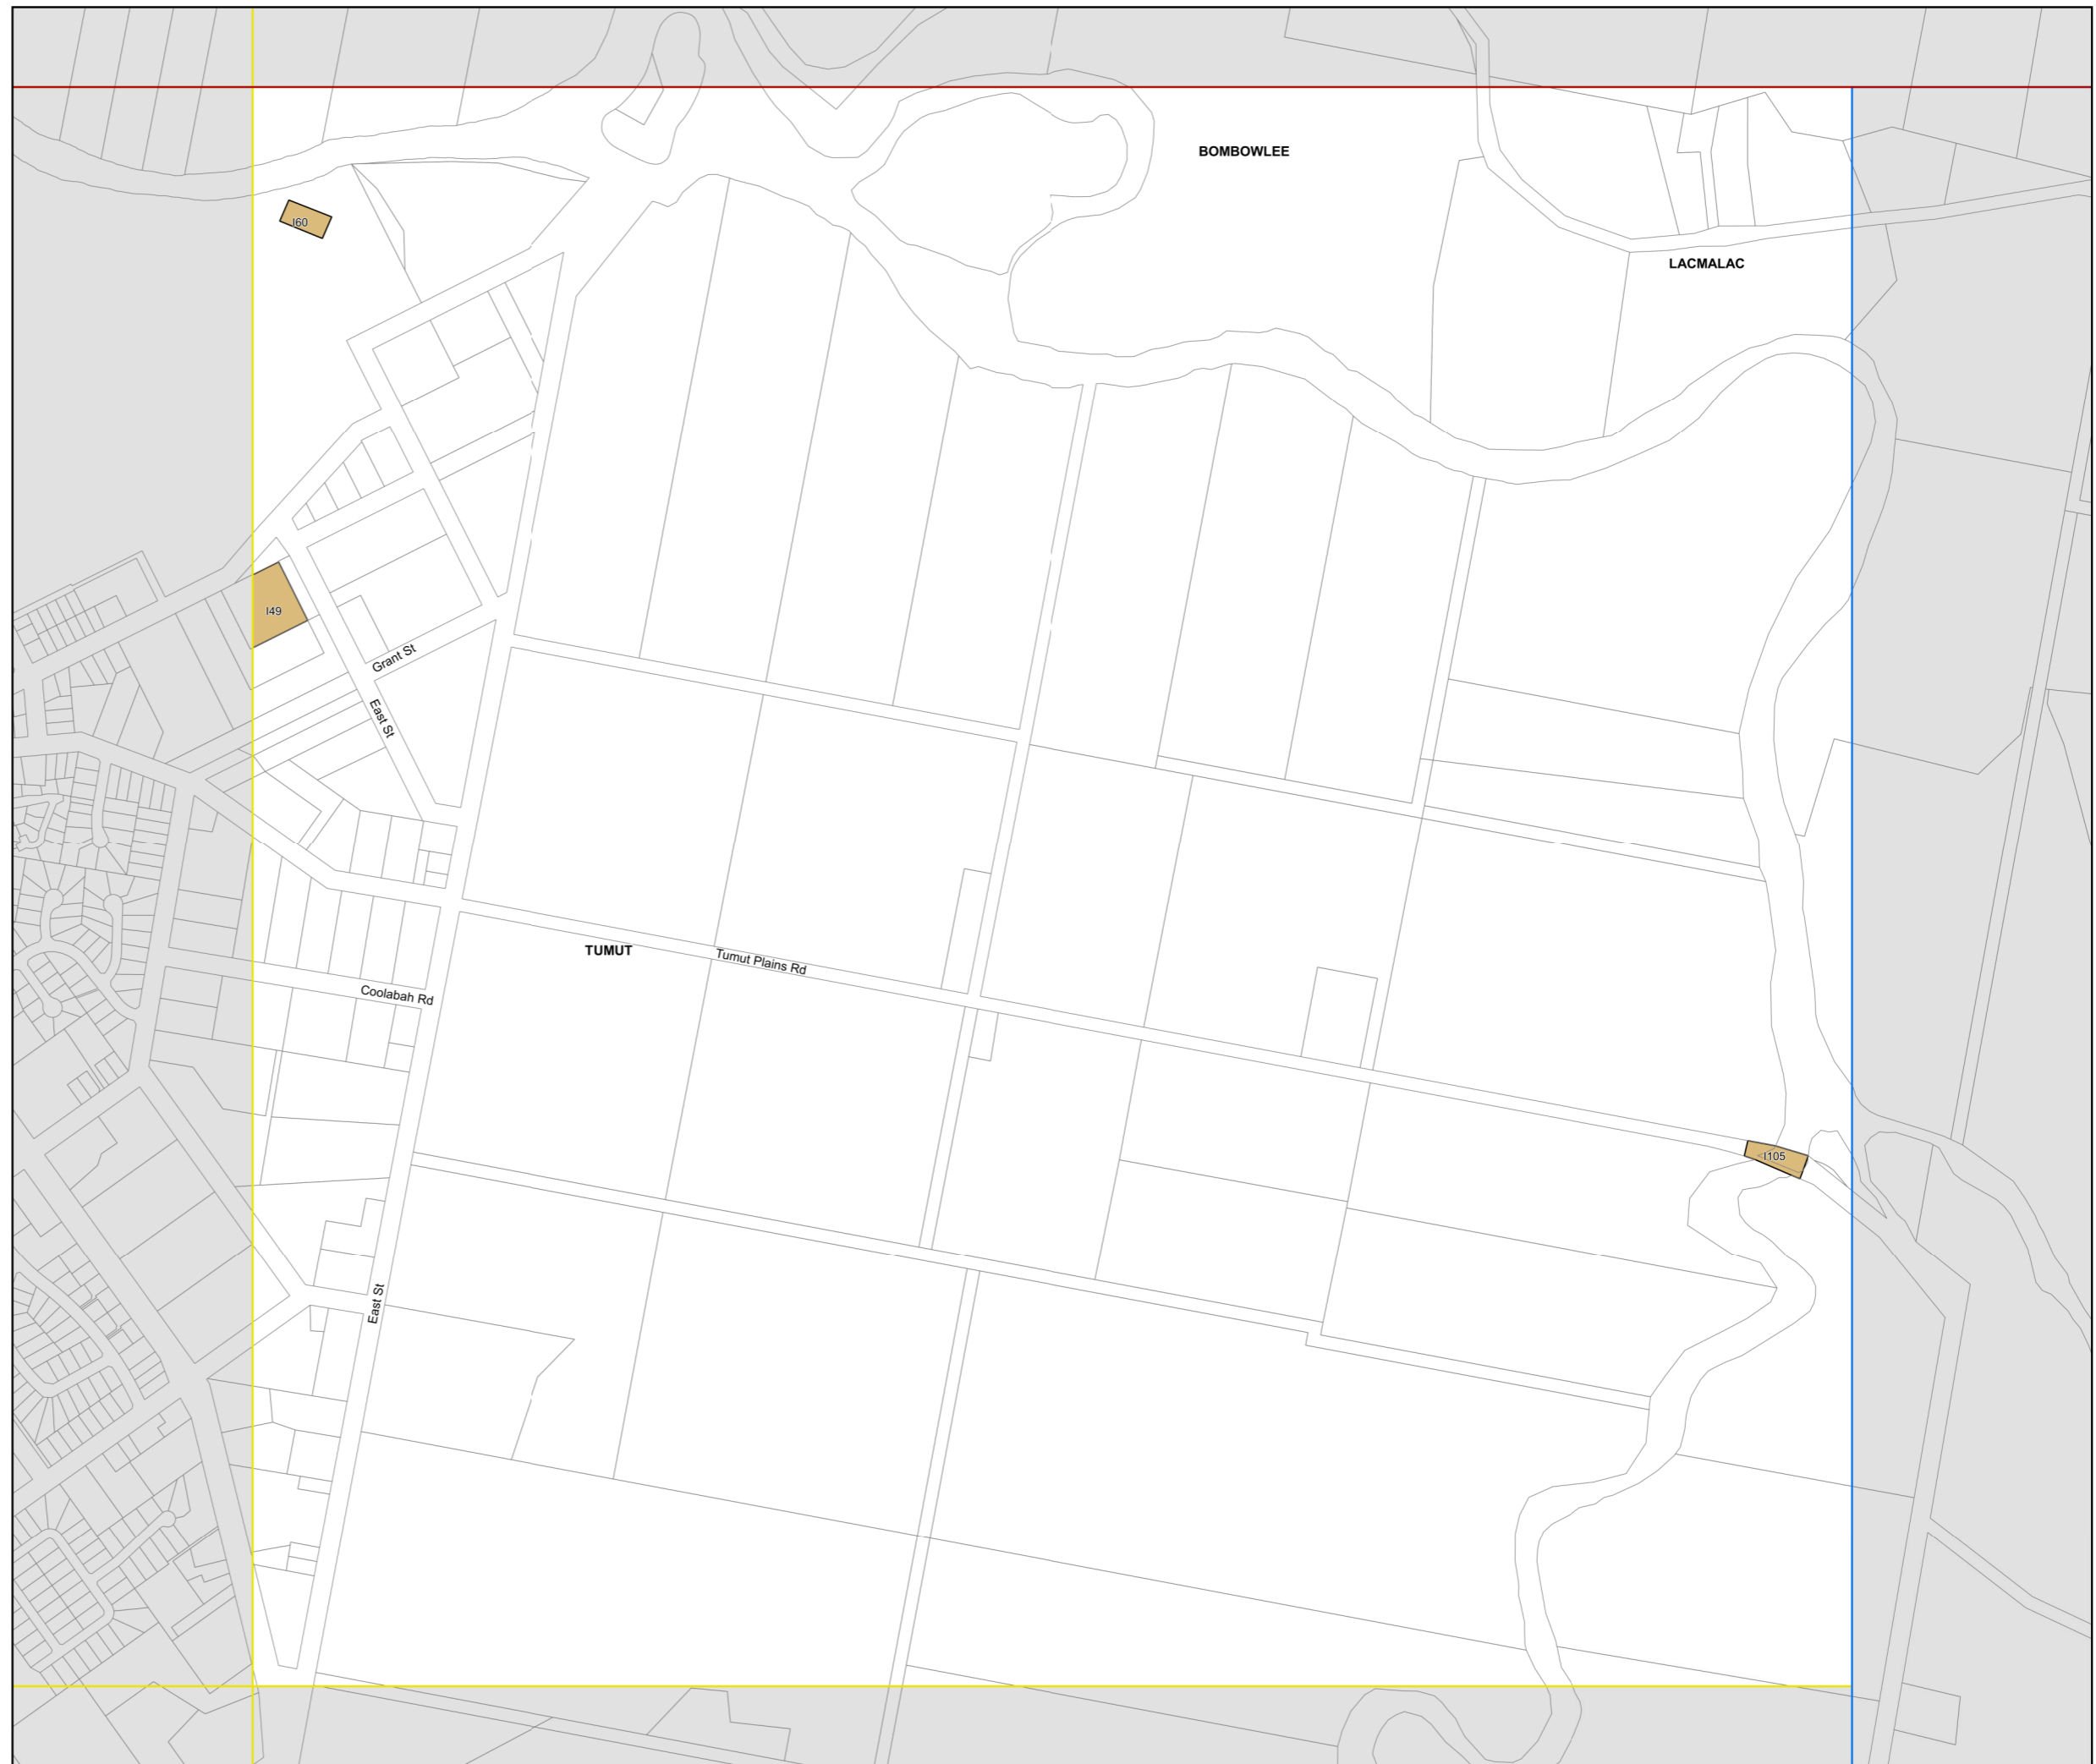 BOMBOWLEE
I60
LACMALAC
I49
Grant St
East St
TUMUT
Tumut Plains Rd
Coolabah Rd
I105
East St